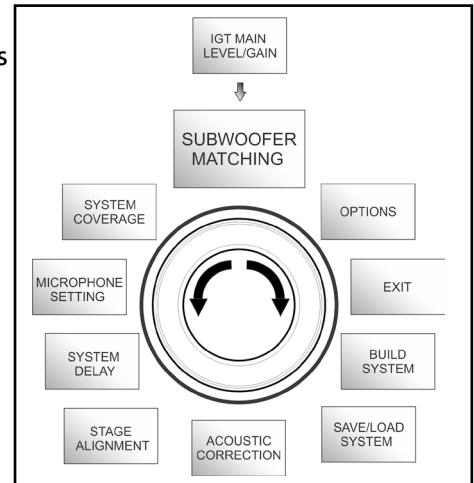 S
IGT MAIN
LEVEL/GAIN
SUBWOOFER
MATCHING
SYSTEM
COVERAGE
OPTIONS
MICROPHONE
SETTING
EXIT
SYSTEM
DELAY
BUILD
SYSTEM
STAGE
ALIGNMENT
ACOUSTIC
CORRECTION
SAVE/LOAD
SYSTEM